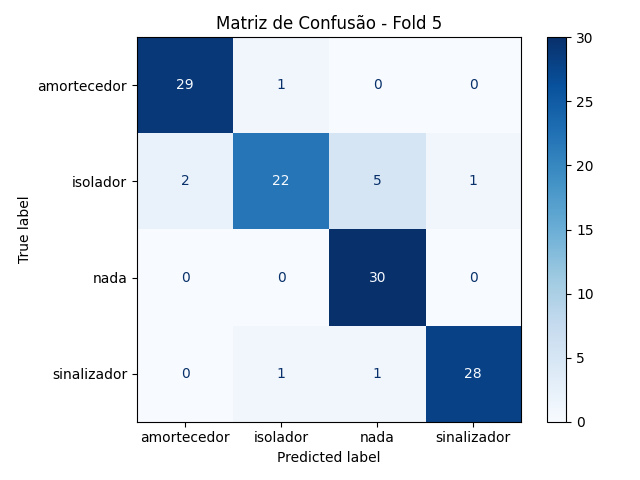 Matriz de Confusão - Fold 5
True label
amortecedor 29 1 0 0
isolador 2 22 5 1
nada 0 0 30 0
sinalizador 0 1 1 28
amortecedor isolador nada sinalizador
Predicted label
30
25
20
15
10
5
0